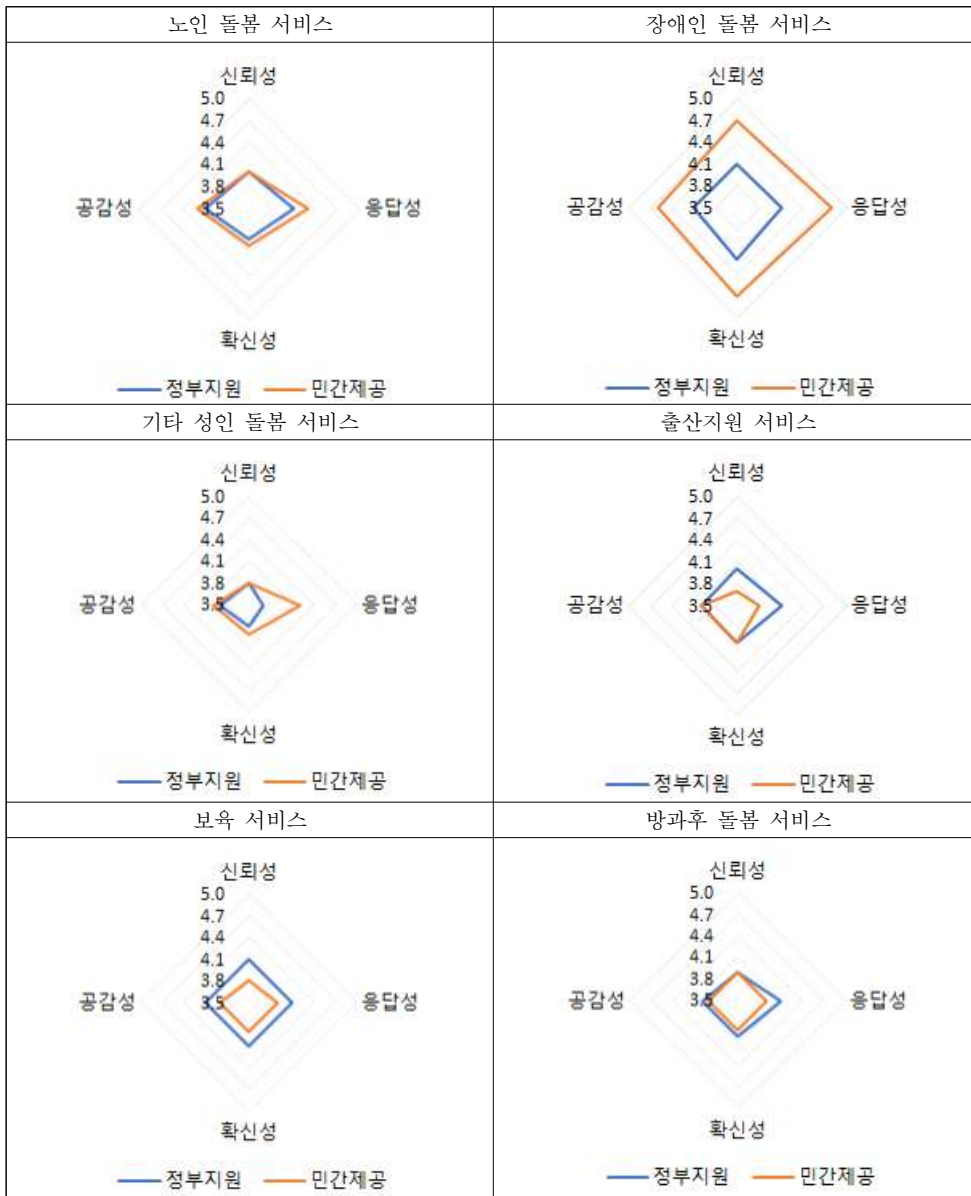 노인 돌봄 서비스
장애인 돌봄 서비스
신뢰성
5.0
4.7
4.4
4.1
3.8
3.5
공감성
응답성
확신성
정부지원 민간제공
신뢰성
5.0
4.7
4.4
4.1
3.8
3.5
공감성
응답성
확신성
정부지원 민간제공
기타 성인 돌봄 서비스
출산지원 서비스
신뢰성
5.0
4.7
4.4
4.1
3.8
3.5
공감성
응답성
확신성
정부지원 민간제공
신뢰성
5.0
4.7
4.4
4.1
3.8
3.5
공감성
응답성
확신성
정부지원 민간제공
보육 서비스
방과후 돌봄 서비스
신뢰성
5.0
4.7
4.4
4.1
3.8
3.5
공감성
응답성
확신성
정부지원 민간제공
신뢰성
5.0
4.7
4.4
4.1
3.8
3.5
공감성
응답성
확신성
정부지원 민간제공